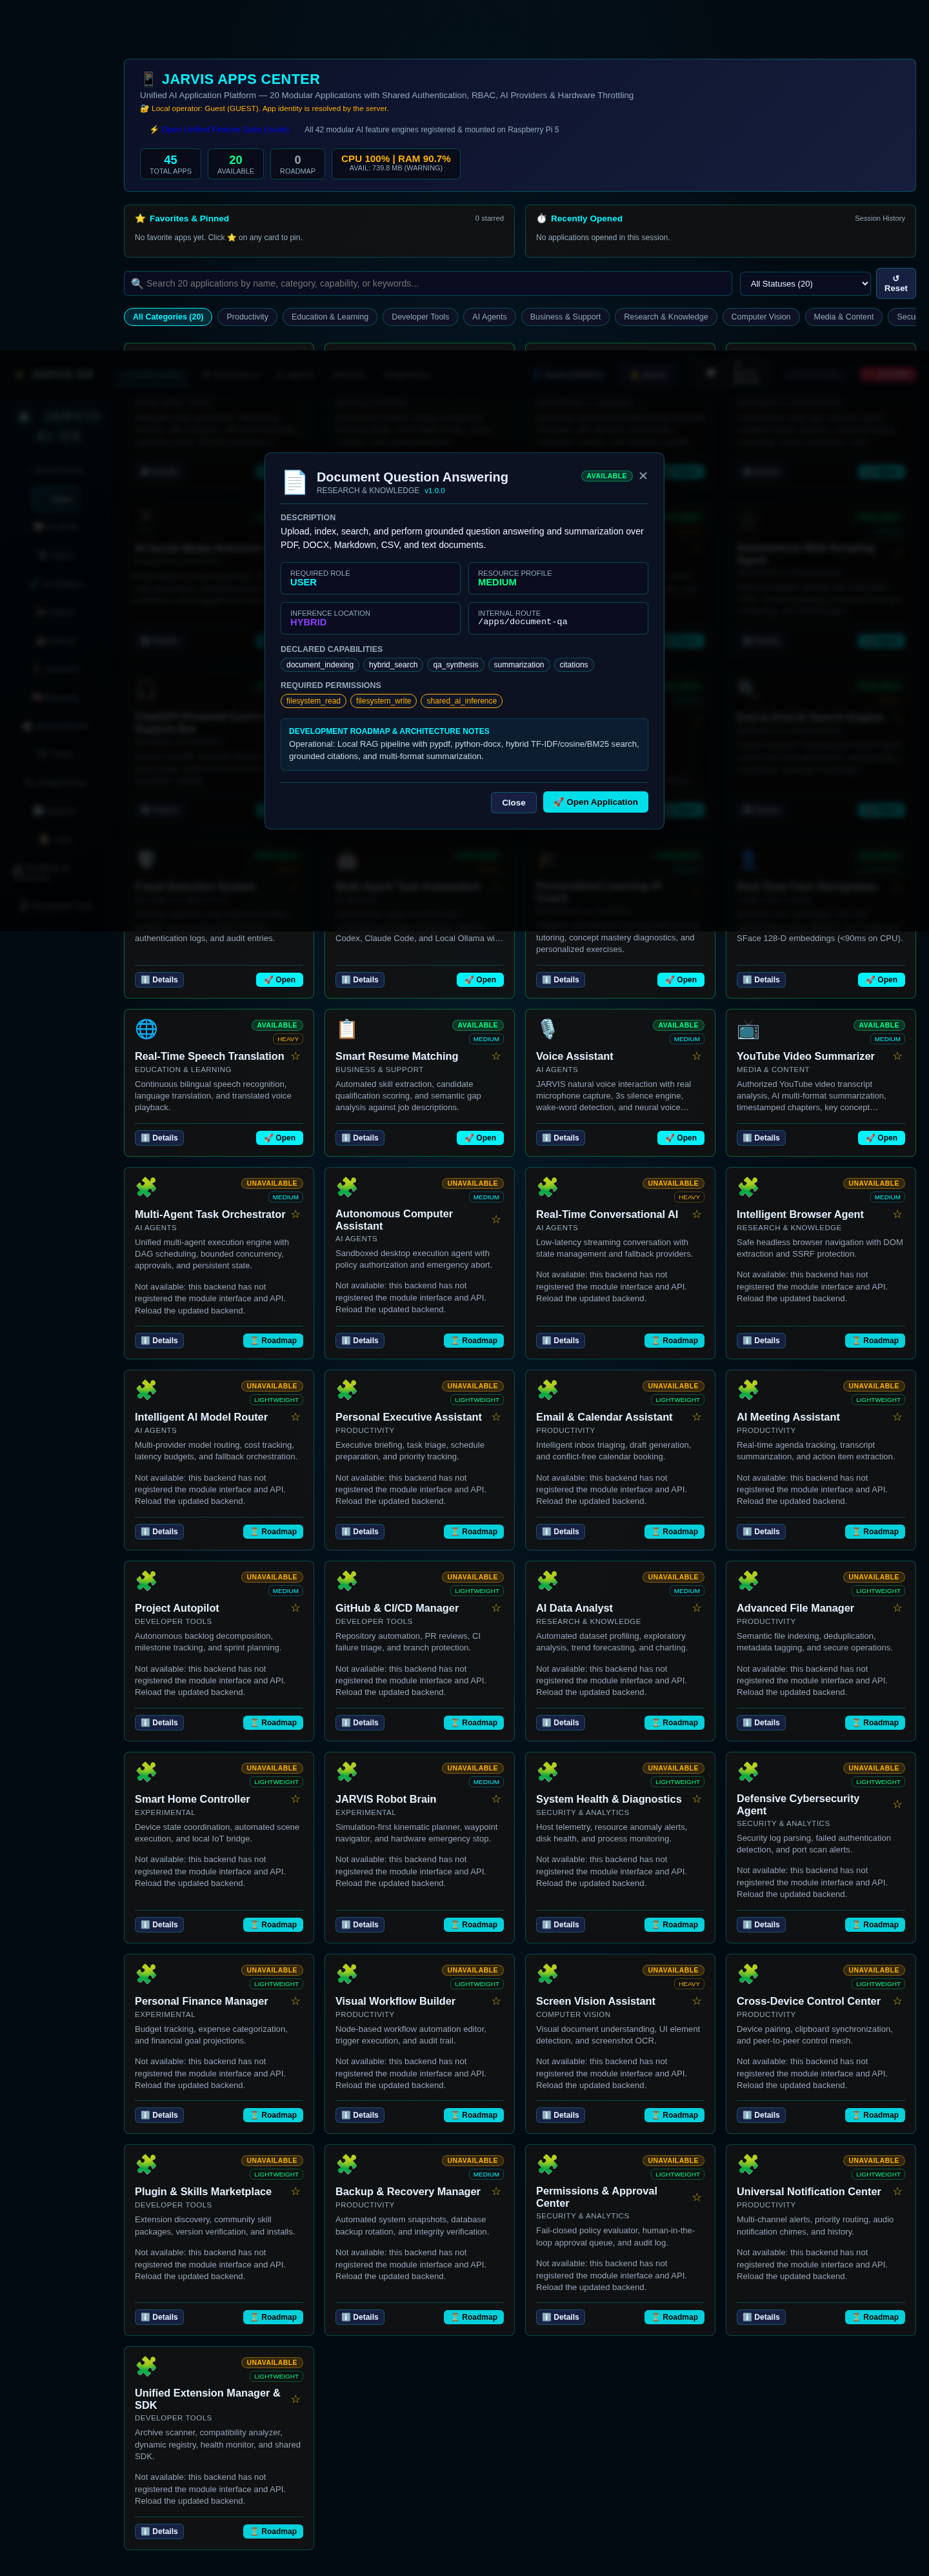 JARVIS APPS CENTER
Unified AI Application Platform — 20 Modular Applications with Shared Authentication, RBAC, AI Providers & Hardware Throttling
Local operator: Guest (GUEST). App identity is resolved by the server.
All 42 modular AI feature engines registered & mounted on Raspberry Pi 5
45
TOTAL APPS
20
AVAILABLE
0
ROADMAP
CPU 100% | RAM 90.7%
AVAIL: 739.8 MB (WARNING)
Favorites & Pinned
0 starred
No favorite apps yet. Click ⭐ on any card to pin.
Recently Opened
Session History
No applications opened in this session.
Search 20 applications by name, category, capability, or keywords...
All Statuses (20)
↺
Reset
All Categories (20) Productivity Education & Learning Developer Tools AI Agents Business & Support Research & Knowledge Computer Vision Media & Content Secu
Document Question Answering
AVAILABLE ✕
RESEARCH & KNOWLEDGE v1.0.0
DESCRIPTION
Upload, index, search, and perform grounded question answering and summarization over
PDF, DOCX, Markdown, CSV, and text documents.
REQUIRED ROLE
USER
RESOURCE PROFILE
MEDIUM
INFERENCE LOCATION
HYBRID
INTERNAL ROUTE
/apps/document-qa
DECLARED CAPABILITIES
document_indexing hybrid_search qa_synthesis summarization citations
REQUIRED PERMISSIONS
filesystem_read filesystem_write shared_ai_inference
DEVELOPMENT ROADMAP & ARCHITECTURE NOTES
Operational: Local RAG pipeline with pypdf, python-docx, hybrid TF-IDF/cosine/BM25 search,
grounded citations, and multi-format summarization.
Close
Open Application
authentication logs, and audit entries.
Details Open
Codex, Claude Code, and Local Ollama wi...
Details Open
tutoring, concept mastery diagnostics, and
personalized exercises.
Details Open
SFace 128-D embeddings (<90ms on CPU).
Details Open
AVAILABLE
HEAVY
Real-Time Speech Translation
EDUCATION & LEARNING
Continuous bilingual speech recognition,
language translation, and translated voice
playback.
Details Open
AVAILABLE
MEDIUM
Smart Resume Matching
BUSINESS & SUPPORT
Automated skill extraction, candidate
qualification scoring, and semantic gap
analysis against job descriptions.
Details Open
AVAILABLE
MEDIUM
Voice Assistant
AI AGENTS
JARVIS natural voice interaction with real
microphone capture, 3s silence engine,
wake-word detection, and neural voice...
Details Open
AVAILABLE
MEDIUM
YouTube Video Summarizer
MEDIA & CONTENT
Authorized YouTube video transcript
analysis, AI multi-format summarization,
timestamped chapters, key concept...
Details Open
UNAVAILABLE
MEDIUM
Multi-Agent Task Orchestrator
AI AGENTS
Unified multi-agent execution engine with
DAG scheduling, bounded concurrency,
approvals, and persistent state.
Not available: this backend has not
registered the module interface and API.
Reload the updated backend.
Details Roadmap
UNAVAILABLE
MEDIUM
Autonomous Computer
Assistant
AI AGENTS
Sandboxed desktop execution agent with
policy authorization and emergency abort.
Not available: this backend has not
registered the module interface and API.
Reload the updated backend.
Details Roadmap
UNAVAILABLE
HEAVY
Real-Time Conversational AI
AI AGENTS
Low-latency streaming conversation with
state management and fallback providers.
Not available: this backend has not
registered the module interface and API.
Reload the updated backend.
Details Roadmap
UNAVAILABLE
MEDIUM
Intelligent Browser Agent
RESEARCH & KNOWLEDGE
Safe headless browser navigation with DOM
extraction and SSRF protection.
Not available: this backend has not
registered the module interface and API.
Reload the updated backend.
Details Roadmap
UNAVAILABLE
LIGHTWEIGHT
Intelligent AI Model Router
AI AGENTS
Multi-provider model routing, cost tracking,
latency budgets, and fallback orchestration.
Not available: this backend has not
registered the module interface and API.
Reload the updated backend.
Details Roadmap
UNAVAILABLE
LIGHTWEIGHT
Personal Executive Assistant
PRODUCTIVITY
Executive briefing, task triage, schedule
preparation, and priority tracking.
Not available: this backend has not
registered the module interface and API.
Reload the updated backend.
Details Roadmap
UNAVAILABLE
LIGHTWEIGHT
Email & Calendar Assistant
PRODUCTIVITY
Intelligent inbox triaging, draft generation,
and conflict-free calendar booking.
Not available: this backend has not
registered the module interface and API.
Reload the updated backend.
Details Roadmap
UNAVAILABLE
LIGHTWEIGHT
AI Meeting Assistant
PRODUCTIVITY
Real-time agenda tracking, transcript
summarization, and action item extraction.
Not available: this backend has not
registered the module interface and API.
Reload the updated backend.
Details Roadmap
UNAVAILABLE
MEDIUM
Project Autopilot
DEVELOPER TOOLS
Autonomous backlog decomposition,
milestone tracking, and sprint planning.
Not available: this backend has not
registered the module interface and API.
Reload the updated backend.
Details Roadmap
UNAVAILABLE
LIGHTWEIGHT
GitHub & CI/CD Manager
DEVELOPER TOOLS
Repository automation, PR reviews, CI
failure triage, and branch protection.
Not available: this backend has not
registered the module interface and API.
Reload the updated backend.
Details Roadmap
UNAVAILABLE
MEDIUM
AI Data Analyst
RESEARCH & KNOWLEDGE
Automated dataset profiling, exploratory
analysis, trend forecasting, and charting.
Not available: this backend has not
registered the module interface and API.
Reload the updated backend.
Details Roadmap
UNAVAILABLE
LIGHTWEIGHT
Advanced File Manager
PRODUCTIVITY
Semantic file indexing, deduplication,
metadata tagging, and secure operations.
Not available: this backend has not
registered the module interface and API.
Reload the updated backend.
Details Roadmap
UNAVAILABLE
LIGHTWEIGHT
Smart Home Controller
EXPERIMENTAL
Device state coordination, automated scene
execution, and local IoT bridge.
Not available: this backend has not
registered the module interface and API.
Reload the updated backend.
Details Roadmap
UNAVAILABLE
MEDIUM
JARVIS Robot Brain
EXPERIMENTAL
Simulation-first kinematic planner, waypoint
navigator, and hardware emergency stop.
Not available: this backend has not
registered the module interface and API.
Reload the updated backend.
Details Roadmap
UNAVAILABLE
LIGHTWEIGHT
System Health & Diagnostics
SECURITY & ANALYTICS
Host telemetry, resource anomaly alerts,
disk health, and process monitoring.
Not available: this backend has not
registered the module interface and API.
Reload the updated backend.
Details Roadmap
UNAVAILABLE
LIGHTWEIGHT
Defensive Cybersecurity
Agent
SECURITY & ANALYTICS
Security log parsing, failed authentication
detection, and port scan alerts.
Not available: this backend has not
registered the module interface and API.
Reload the updated backend.
Details Roadmap
UNAVAILABLE
LIGHTWEIGHT
Personal Finance Manager
EXPERIMENTAL
Budget tracking, expense categorization,
and financial goal projections.
Not available: this backend has not
registered the module interface and API.
Reload the updated backend.
Details Roadmap
UNAVAILABLE
LIGHTWEIGHT
Visual Workflow Builder
PRODUCTIVITY
Node-based workflow automation editor,
trigger execution, and audit trail.
Not available: this backend has not
registered the module interface and API.
Reload the updated backend.
Details Roadmap
UNAVAILABLE
HEAVY
Screen Vision Assistant
COMPUTER VISION
Visual document understanding, UI element
detection, and screenshot OCR.
Not available: this backend has not
registered the module interface and API.
Reload the updated backend.
Details Roadmap
UNAVAILABLE
LIGHTWEIGHT
Cross-Device Control Center
PRODUCTIVITY
Device pairing, clipboard synchronization,
and peer-to-peer control mesh.
Not available: this backend has not
registered the module interface and API.
Reload the updated backend.
Details Roadmap
UNAVAILABLE
LIGHTWEIGHT
Plugin & Skills Marketplace
DEVELOPER TOOLS
Extension discovery, community skill
packages, version verification, and installs.
Not available: this backend has not
registered the module interface and API.
Reload the updated backend.
Details Roadmap
UNAVAILABLE
MEDIUM
Backup & Recovery Manager
PRODUCTIVITY
Automated system snapshots, database
backup rotation, and integrity verification.
Not available: this backend has not
registered the module interface and API.
Reload the updated backend.
Details Roadmap
UNAVAILABLE
LIGHTWEIGHT
Permissions & Approval
Center
SECURITY & ANALYTICS
Fail-closed policy evaluator, human-in-the-
loop approval queue, and audit log.
Not available: this backend has not
registered the module interface and API.
Reload the updated backend.
Details Roadmap
UNAVAILABLE
LIGHTWEIGHT
Universal Notification Center
PRODUCTIVITY
Multi-channel alerts, priority routing, audio
notification chimes, and history.
Not available: this backend has not
registered the module interface and API.
Reload the updated backend.
Details Roadmap
UNAVAILABLE
LIGHTWEIGHT
Unified Extension Manager &
SDK
DEVELOPER TOOLS
Archive scanner, compatibility analyzer,
dynamic registry, health monitor, and shared
SDK.
Not available: this backend has not
registered the module interface and API.
Reload the updated backend.
Details Roadmap